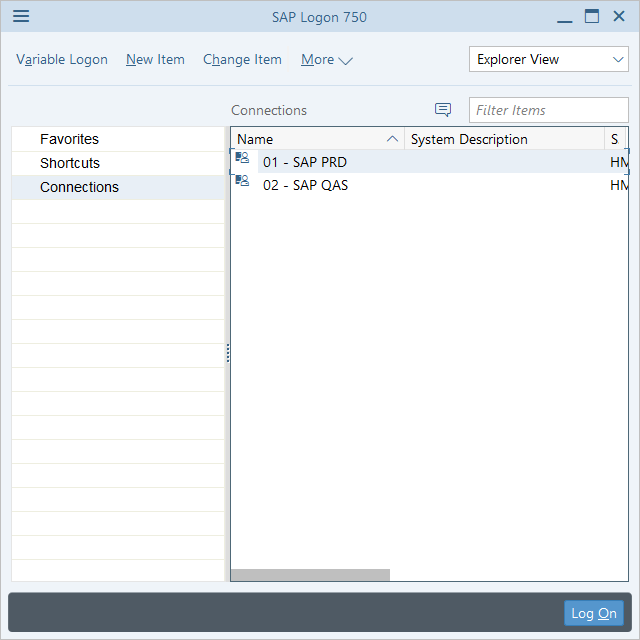 SAP Logon 750
Variable Logon New Item Change Item More Explorer View
Connections Filter Items
Favorites
Shortcuts
Connections
Name System Description S
01 - SAP PRD HM
02 - SAP QAS HM
Log On